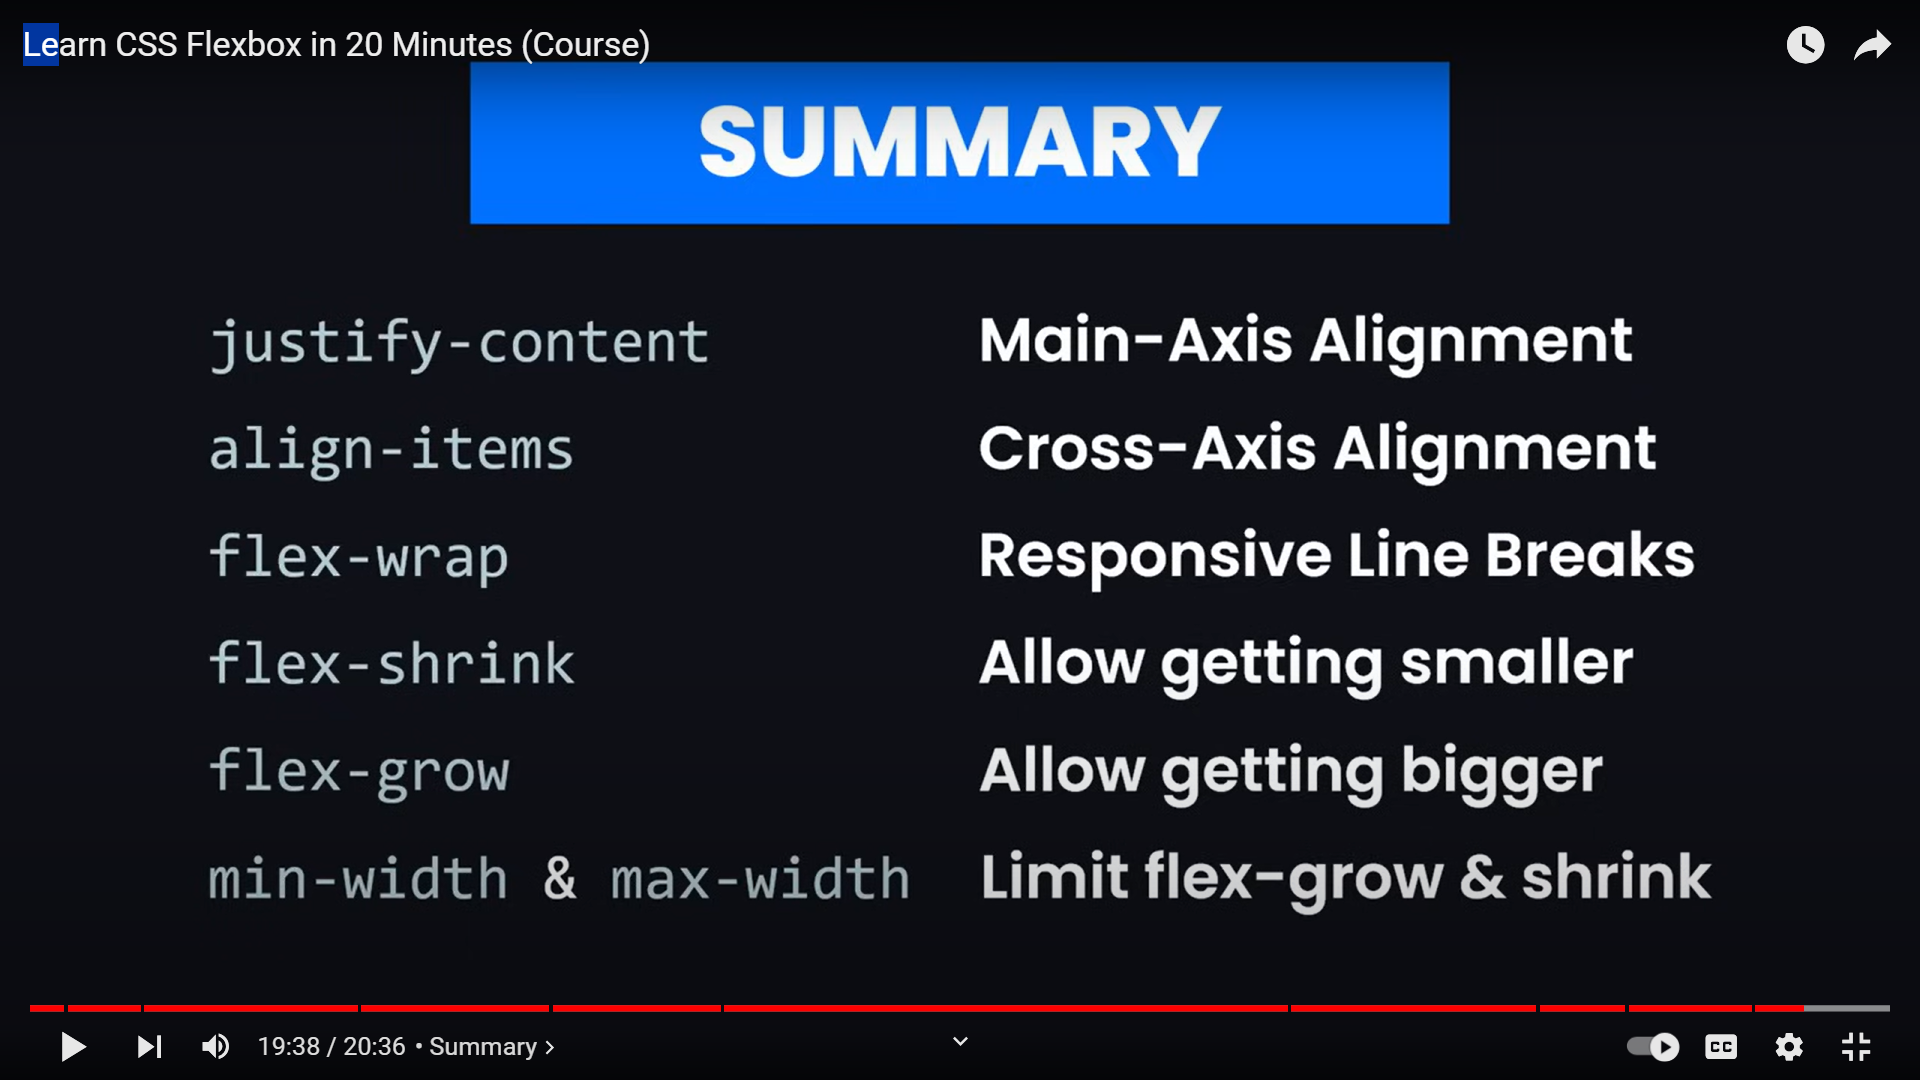 Learn CSS Flexbox in 20 Minutes (Course)
SUMMARY
justify-content Main-Axis Alignment
align-items Cross-Axis Alignment
flex-wrap Responsive Line Breaks
flex-shrink Allow getting smaller
flex-grow Allow getting bigger
min-width & max-width Limit flex-grow & shrink
19:38 / 20:36 • Summary
CC